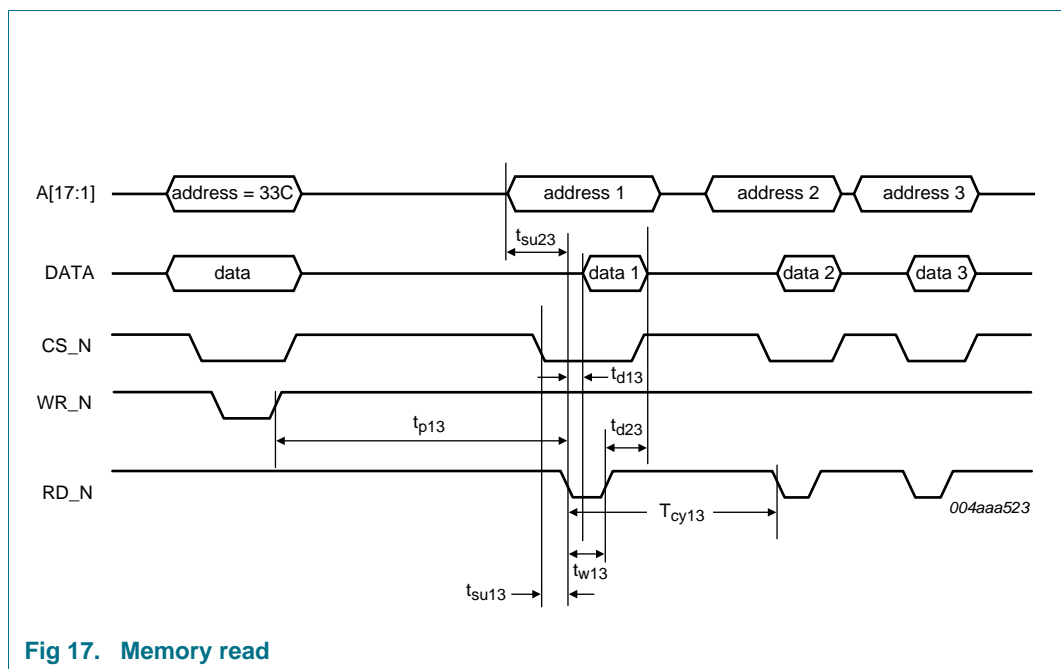 A[17:1]
address = 33C
address 1
address 2
address 3
tsu23
DATA
data
data 1
data 2
data 3
CS_N
td13
WR_N
tp13
td23
RD_N
004aaa523
Tcy13
tw13
tsu13
Fig 17. Memory read